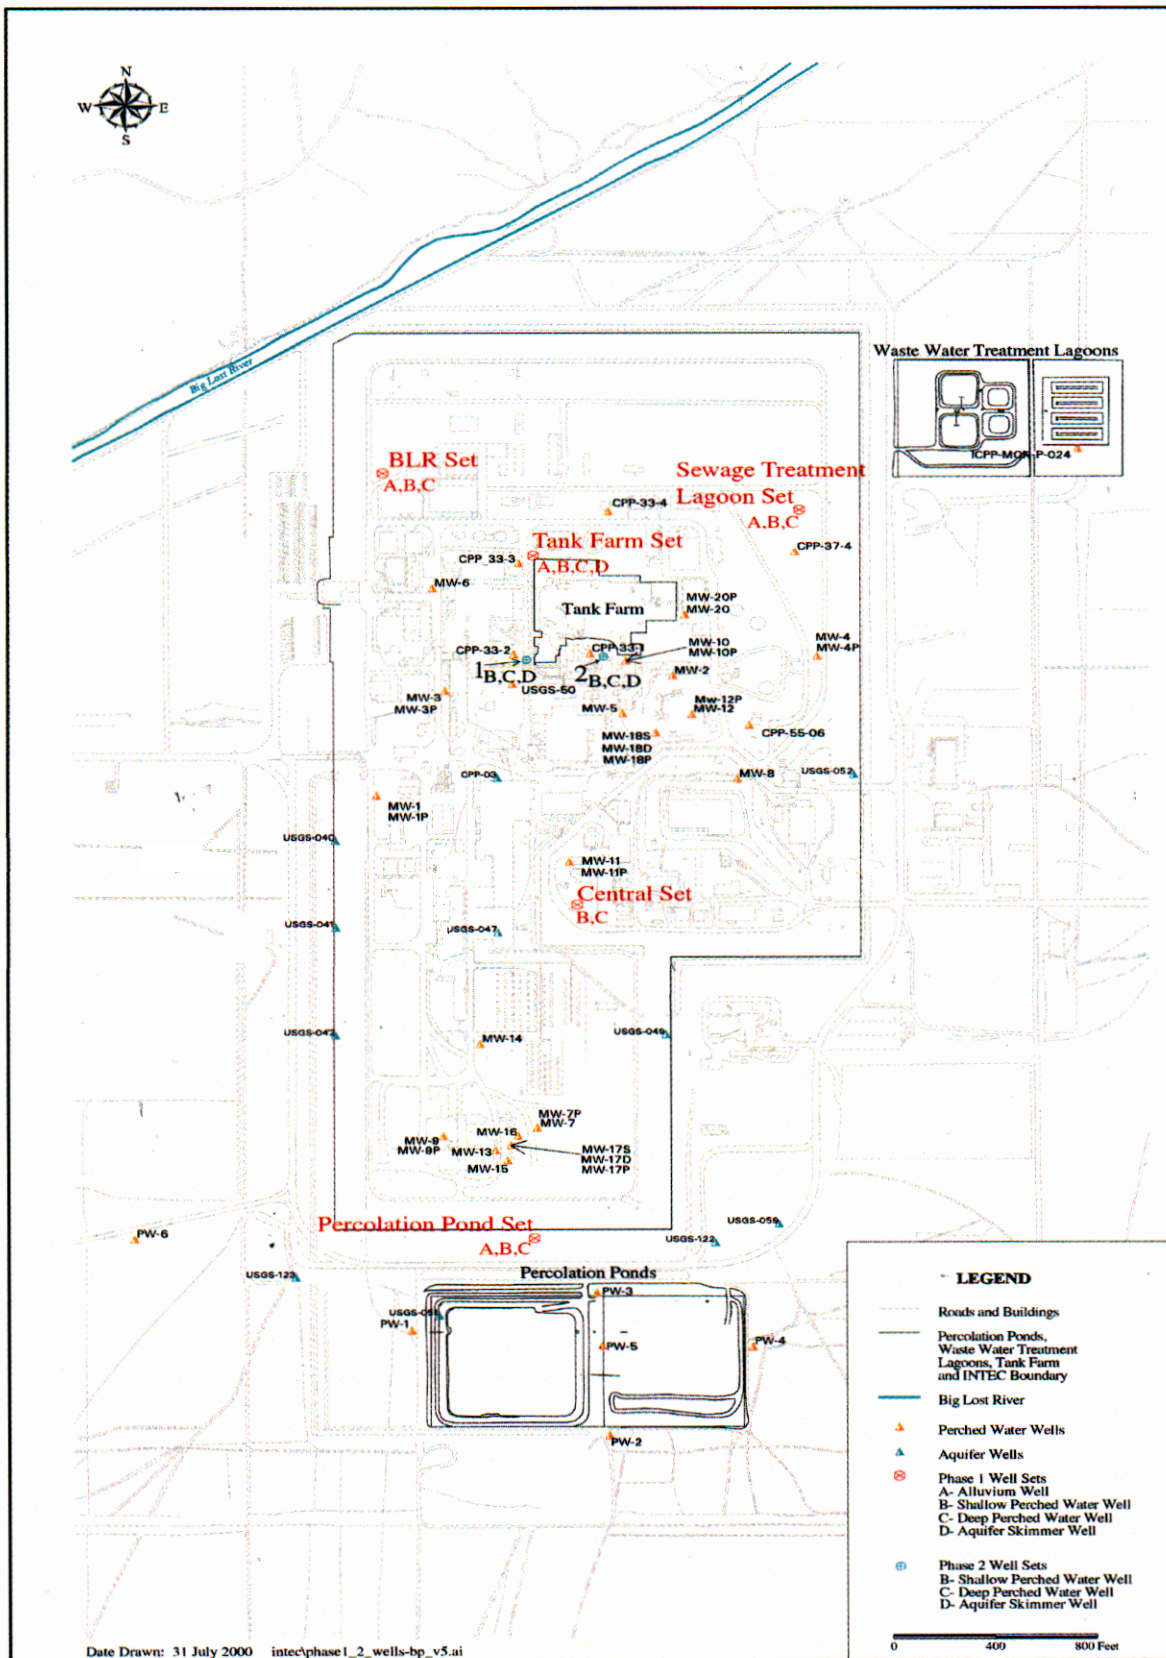 N
W E
S
Big Lost River
Waste Water Treatment Lagoons
ICPP-MON-P-024
BLR Set
A,B,C
Sewage Treatment
Lagoon Set
A,B,C
CPP-33-4
CPP-37-4
Tank Farm Set
A,B,C,D
CPP_33-3
MW-6
Tank Farm
MW-20P
MW-20
CPP-33-2
CPP-33-1
MW-10
MW-10P
MW-4
MW-4P
1 B,C,D
2 B,C,D
MW-2
USGS-50
MW-3
MW-3P
MW-5
Mw-12P
MW-12
CPP-55-06
MW-18S
MW-18D
MW-18P
CPP-03
MW-8
USGS-052
MW-1
MW-1P
USGS-040
MW-11
MW-11P
Central Set
B,C
USGS-041
USGS-047
USGS-042
USGS-049
MW-14
MW-7P
MW-7
MW-16
MW-9
MW-9P
MW-13
MW-15
MW-17S
MW-17D
MW-17P
Percolation Pond Set
A,B,C
PW-6
USGS-059
USGS-122
USGS-123
Percolation Ponds
PW-3
PW-1
PW-5
PW-4
PW-2
LEGEND
Roads and Buildings
Percolation Ponds,
Waste Water Treatment
Lagoons, Tank Farm
and INTEC Boundary
Big Lost River
Perched Water Wells
Aquifer Wells
Phase 1 Well Sets
A- Alluvium Well
B- Shallow Perched Water Well
C- Deep Perched Water Well
D- Aquifer Skimmer Well
Phase 2 Well Sets
B- Shallow Perched Water Well
C- Deep Perched Water Well
D- Aquifer Skimmer Well
0 400 800 Feet
Date Drawn: 31 July 2000 intec\phase1_2_wells-bp_v5.ai